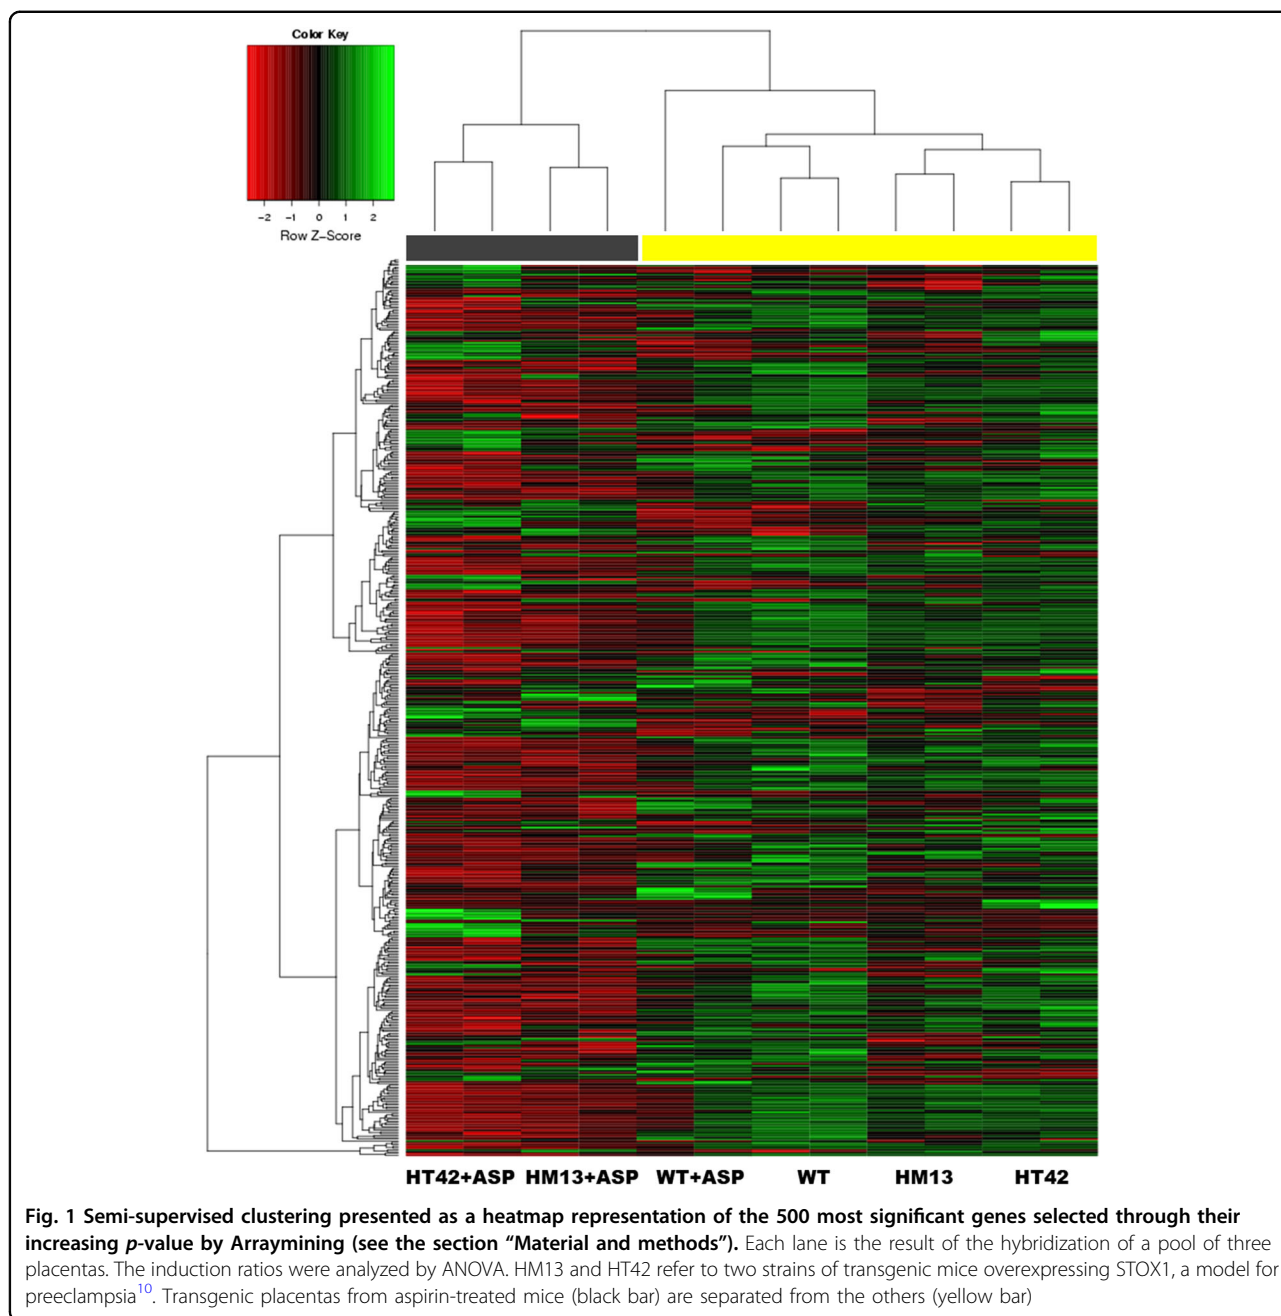 Color Key
-2 -1 0 1 2
Row Z-Score
HT42+ASP HM13+ASP WT+ASP WT HM13 HT42
Fig. 1 Semi-supervised clustering presented as a heatmap representation of the 500 most significant genes selected through their
increasing p-value by Arraymining (see the section “Material and methods”). Each lane is the result of the hybridization of a pool of three
placentas. The induction ratios were analyzed by ANOVA. HM13 and HT42 refer to two strains of transgenic mice overexpressing STOX1, a model for
preeclampsia10. Transgenic placentas from aspirin-treated mice (black bar) are separated from the others (yellow bar)